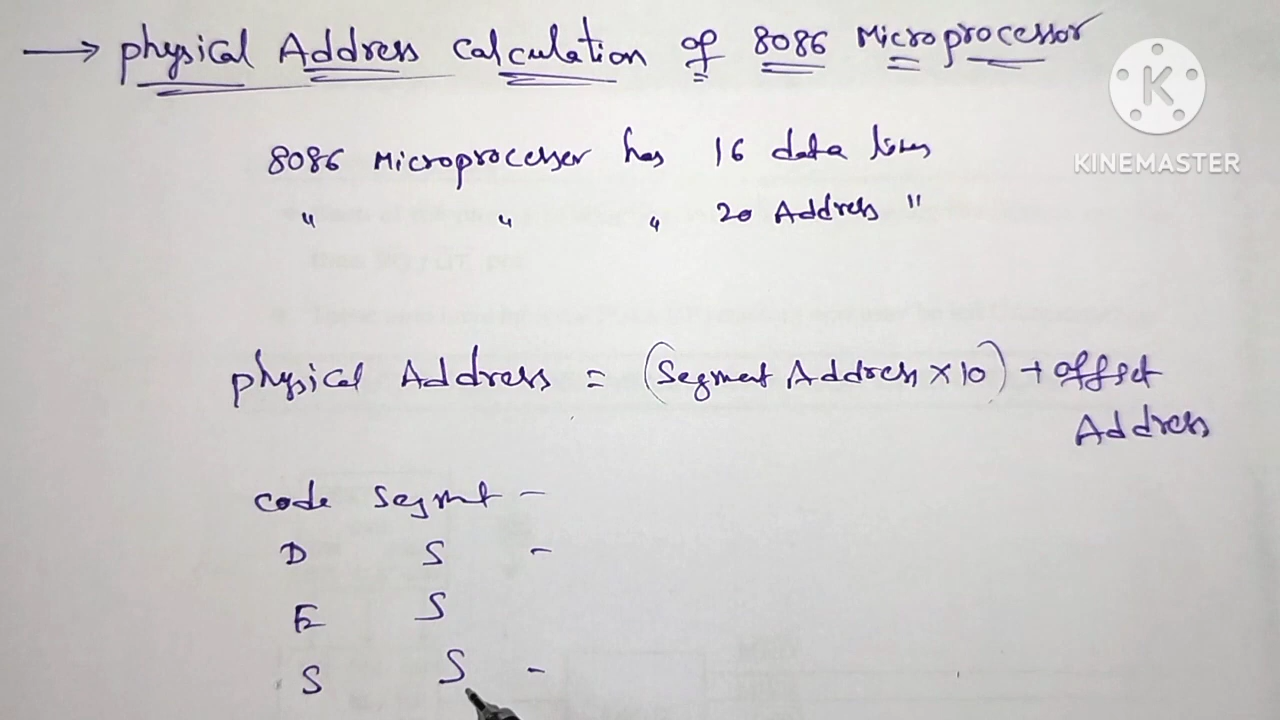 → physical Address calculation of 8086 Microprocessor
K
KINEMASTER
8086 Microprocesser has 16 data lines
" " " 20 Address "
physical Address = (Segment Address × 10) + offset
Address
code Segmt -
D S -
E S
S S -